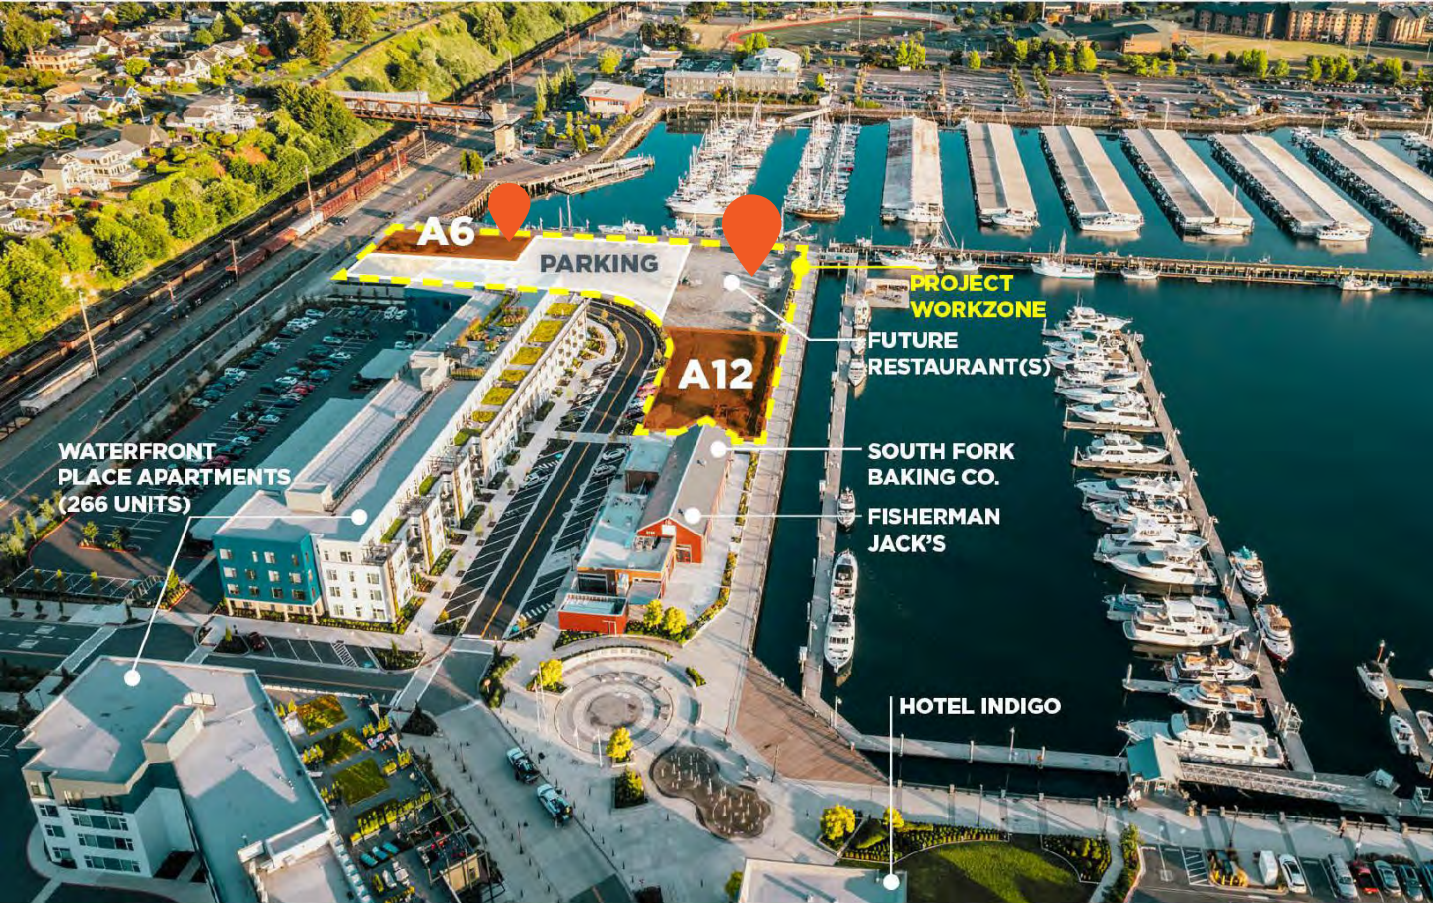 A6
PARKING
PROJECT
WORKZONE
FUTURE
RESTAURANT(S)
A12
WATERFRONT
PLACE APARTMENTS
(266 UNITS)
SOUTH FORK
BAKING CO.
FISHERMAN
JACK'S
HOTEL INDIGO